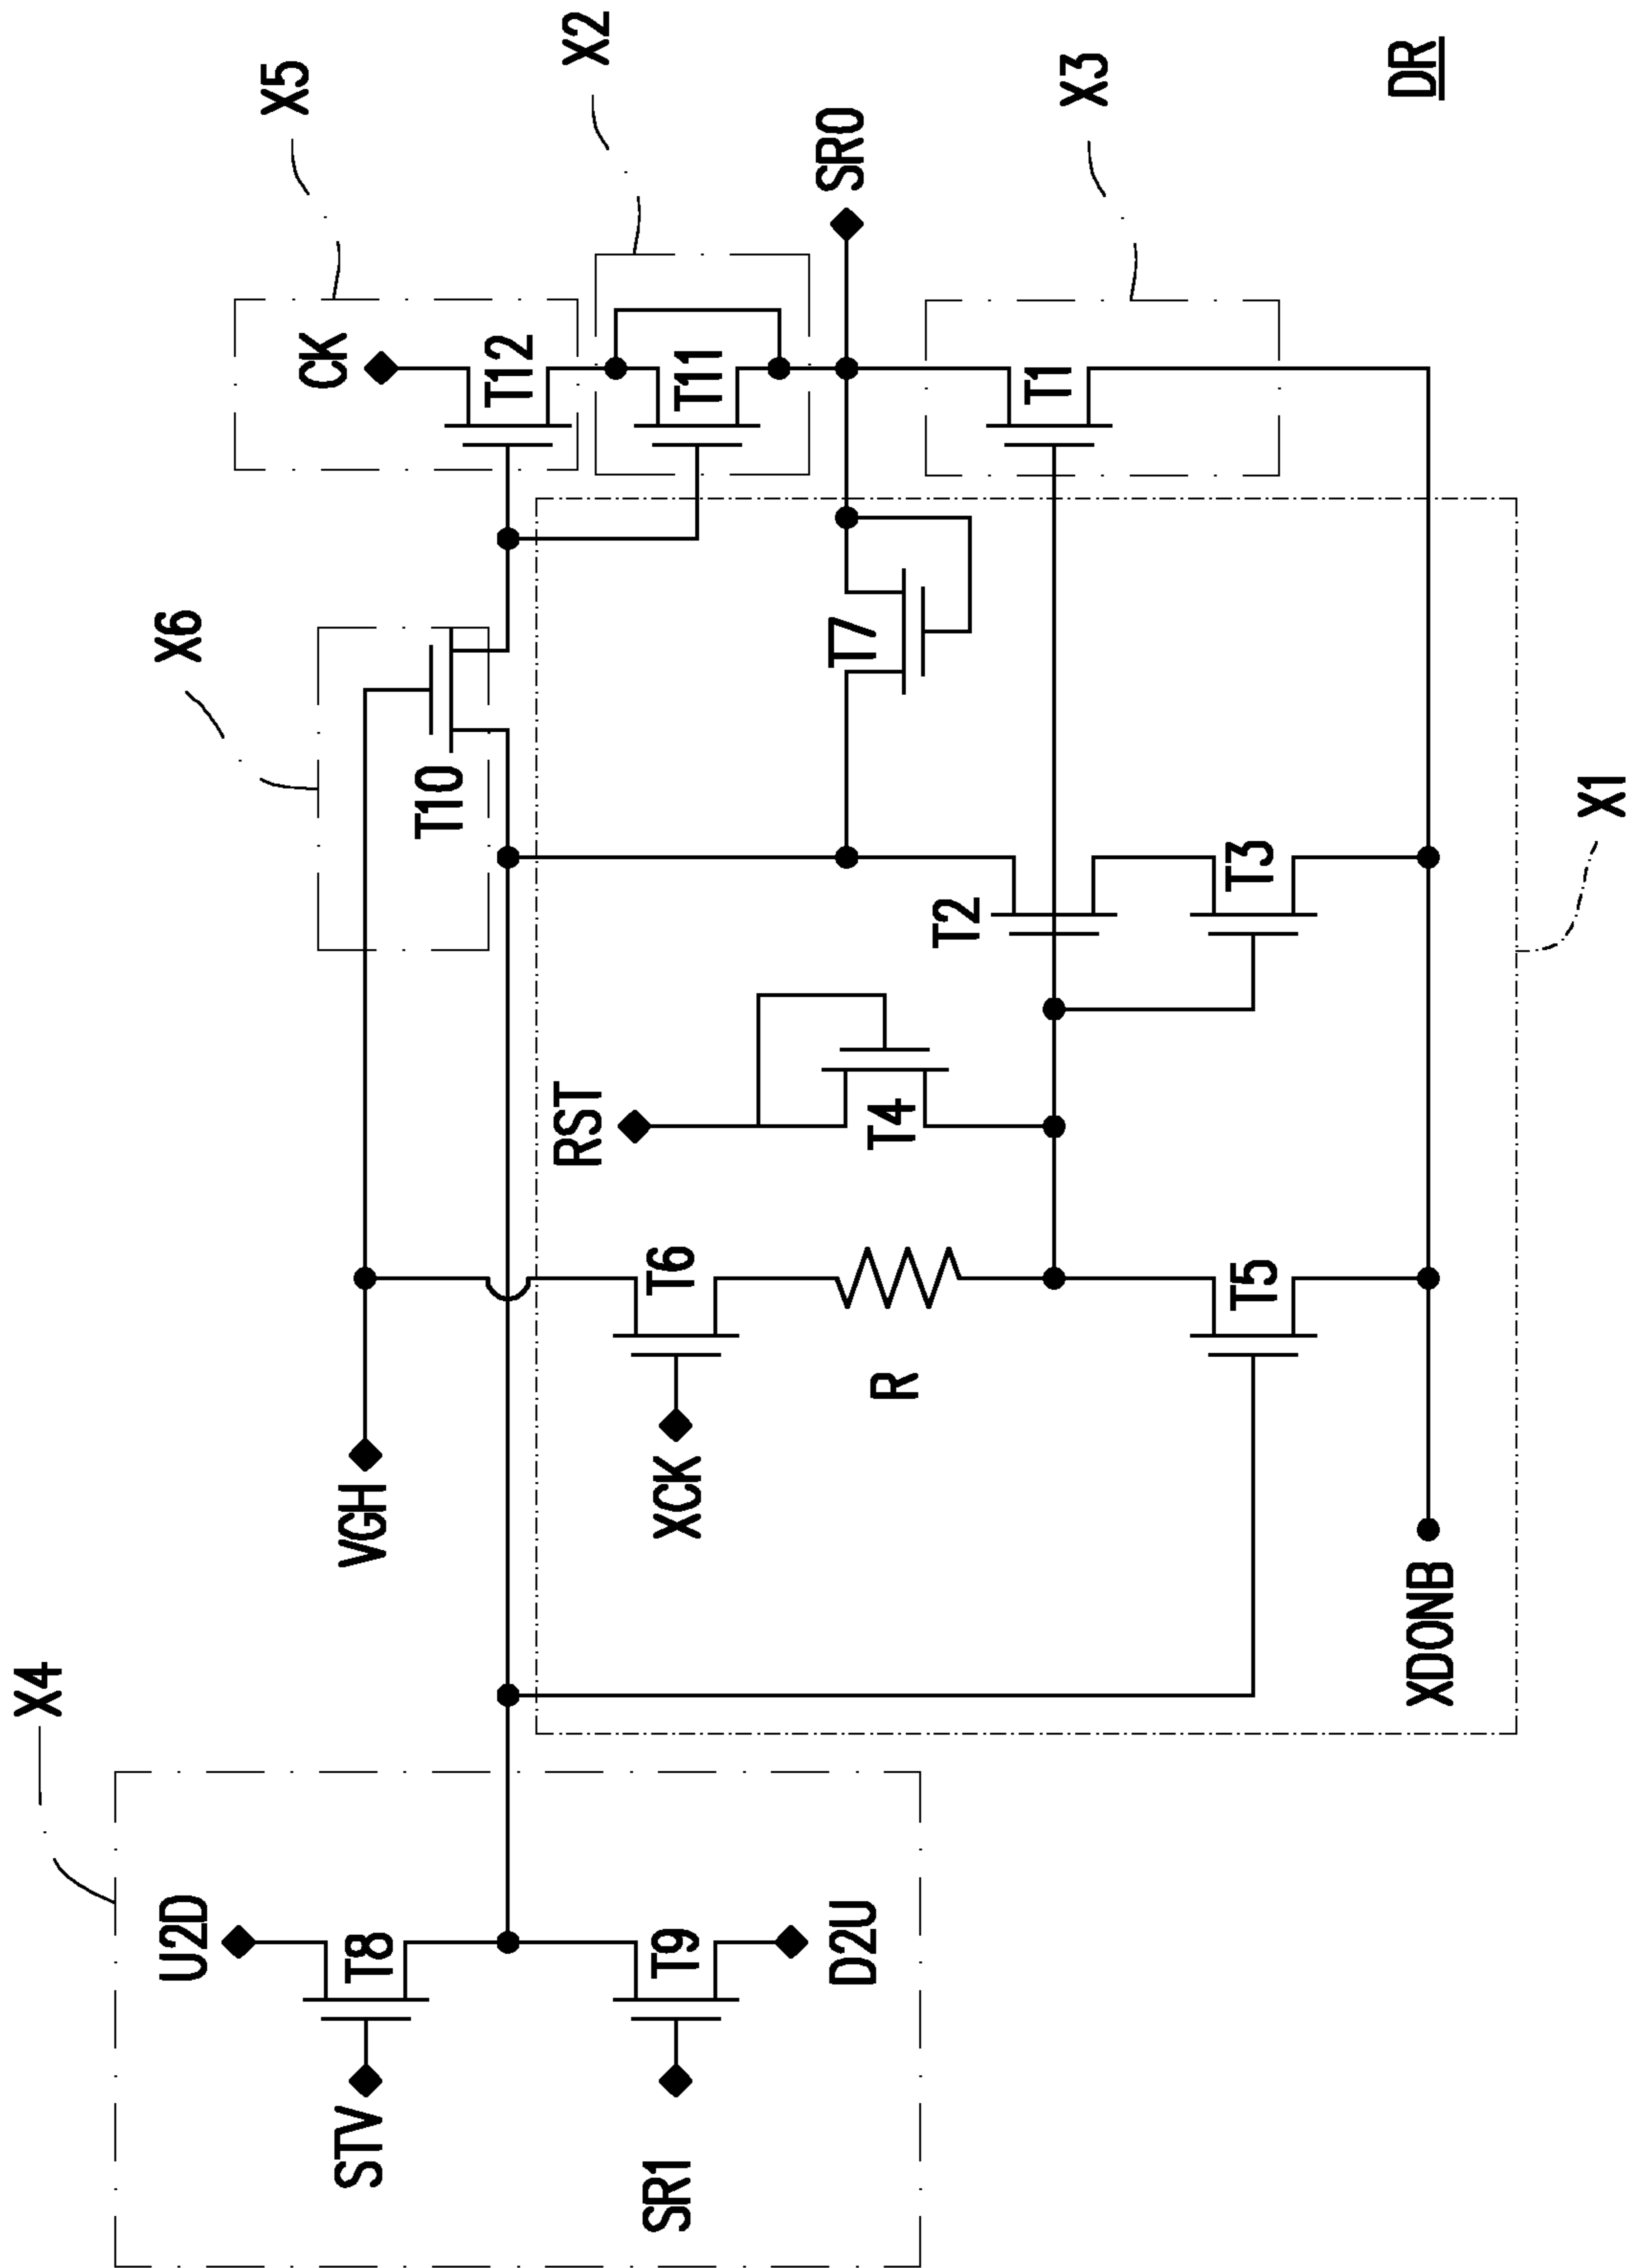 X4
U2D
T8
STV
T9
SR1
D2U
VGH
XCK
T6
R
T5
XDONB
X6
T10
RST
T4
T2
T3
T7
X1
X5
CK
T12
X2
T11
SR0
X3
T1
DR